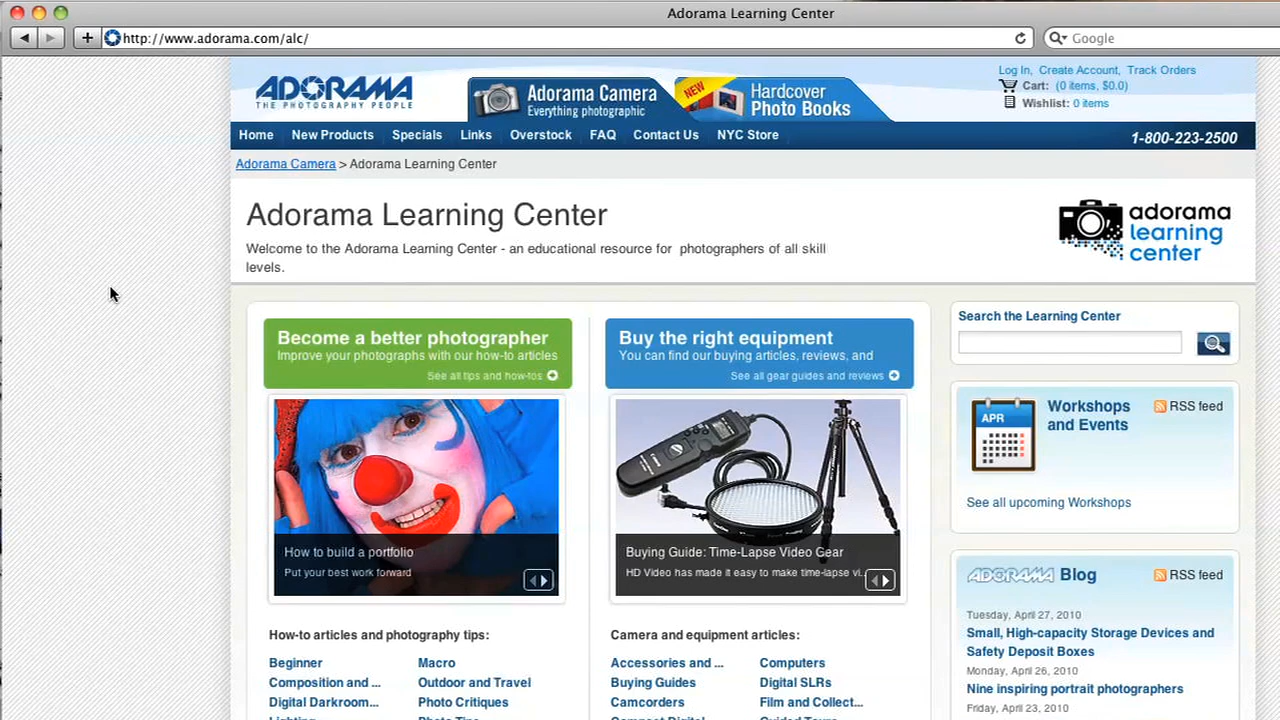 Adorama Learning Center
http://www.adorama.com/alc/
Google
ADORAMA
THE PHOTOGRAPHY PEOPLE
Adorama Camera
Everything photographic
NEW
Hardcover
Photo Books
Log In, Create Account, Track Orders
Cart: (0 items, $0.0)
Wishlist: 0 items
Home New Products Specials Links Overstock FAQ Contact Us NYC Store
1-800-223-2500
Adorama Camera > Adorama Learning Center
Adorama Learning Center
Welcome to the Adorama Learning Center - an educational resource for photographers of all skill
levels.
adorama
learning
center
Become a better photographer
Improve your photographs with our how-to articles
See all tips and how-tos
How to build a portfolio
Put your best work forward
How-to articles and photography tips:
Beginner Macro
Composition and ... Outdoor and Travel
Digital Darkroom... Photo Critiques
Lighting Photo Tips
Buy the right equipment
You can find our buying articles, reviews, and
See all gear guides and reviews
Buying Guide: Time-Lapse Video Gear
HD Video has made it easy to make time-lapse vi...
Camera and equipment articles:
Accessories and ... Computers
Buying Guides Digital SLRs
Camcorders Film and Collect...
Compact Digital Guided Tours
Search the Learning Center
APR
Workshops
and Events
RSS feed
See all upcoming Workshops
ADORAMA Blog
RSS feed
Tuesday, April 27, 2010
Small, High-capacity Storage Devices and
Safety Deposit Boxes
Monday, April 26, 2010
Nine inspiring portrait photographers
Friday, April 23, 2010